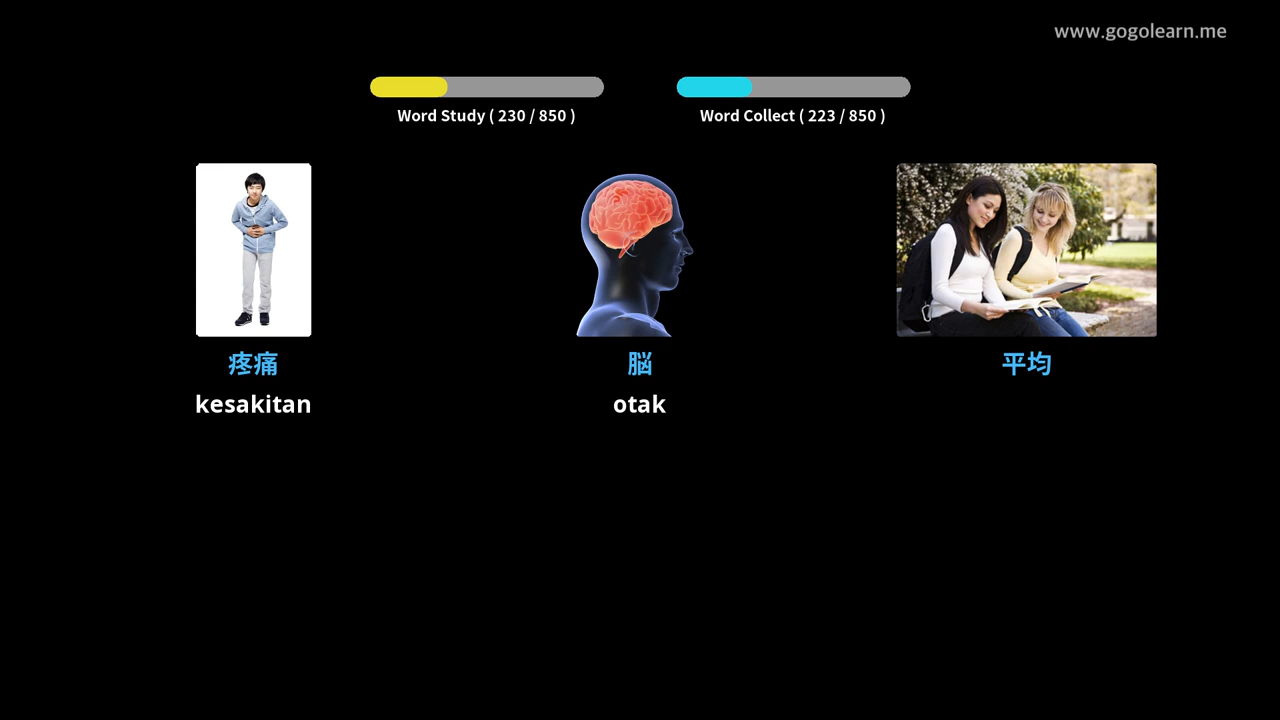 www.gogolearn.me
Word Study ( 230 / 850 )
Word Collect ( 223 / 850 )
疼痛
脳
平均
kesakitan
otak